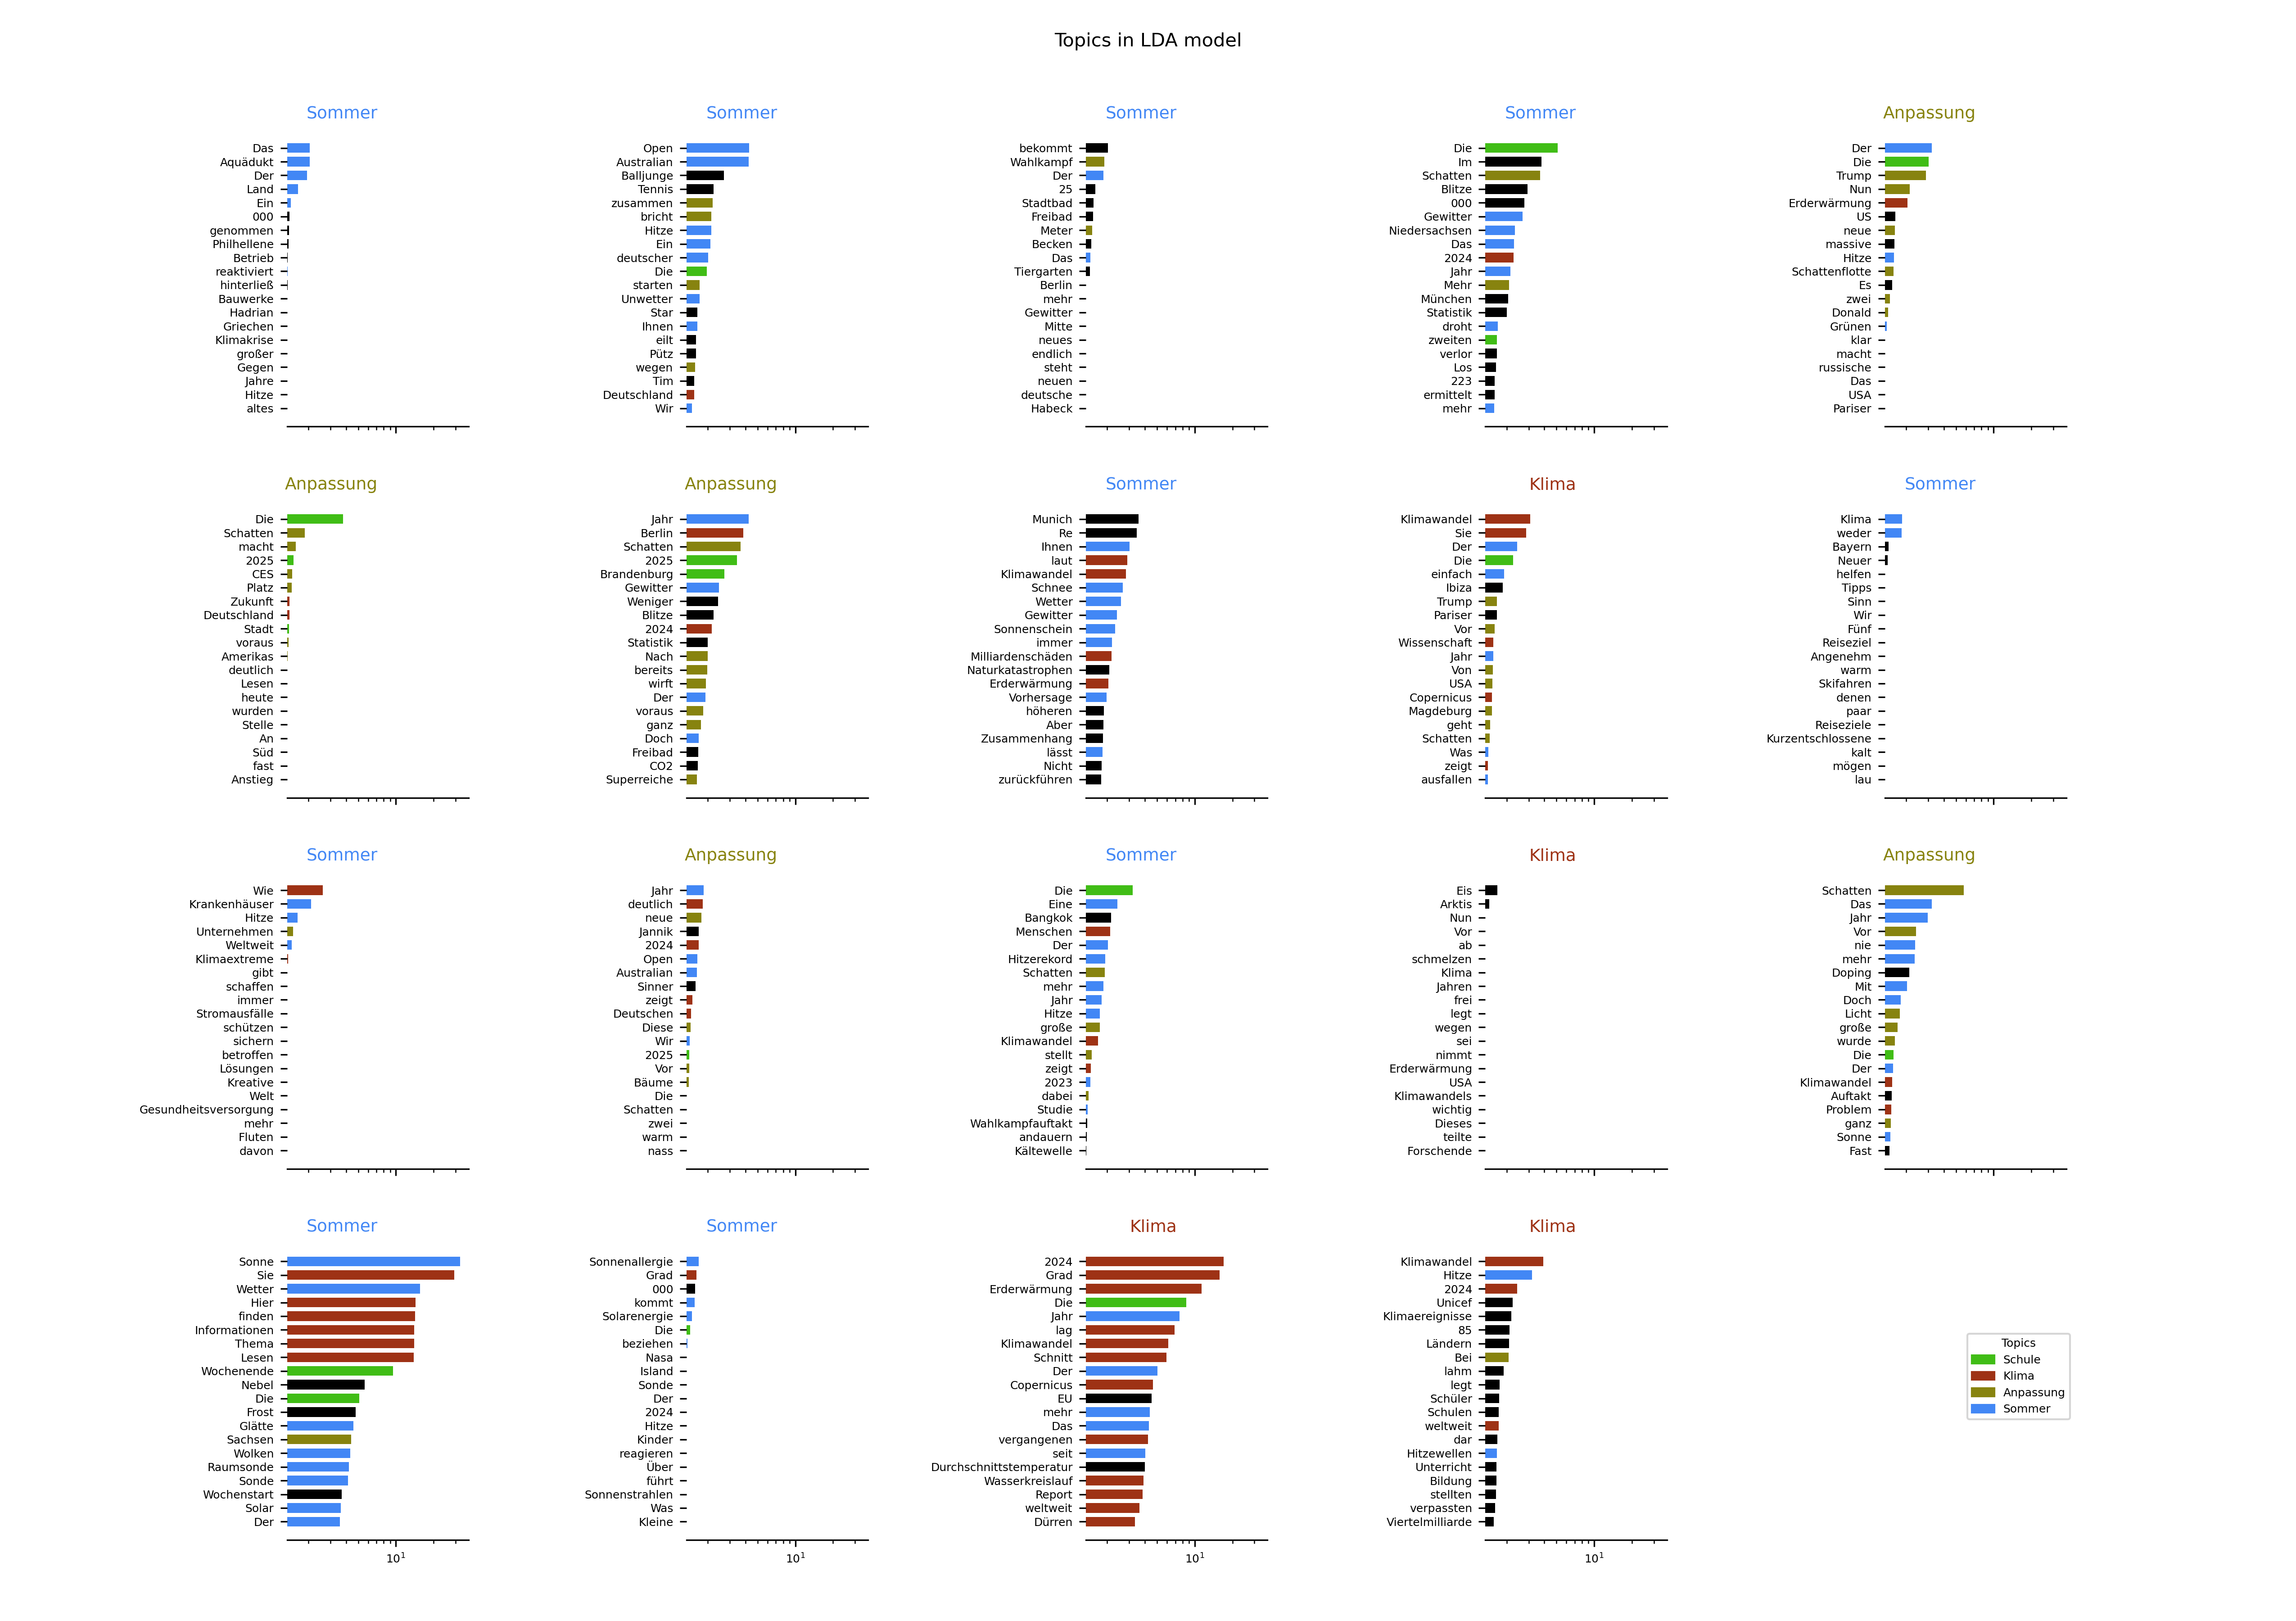 Topics in LDA model
Sommer
Das
Aquädukt
Der
Land
Ein
000
genommen
Philhellene
Betrieb
reaktiviert
hinterließ
Bauwerke
Hadrian
Griechen
Klimakrise
großer
Gegen
Jahre
Hitze
altes
Sommer
Open
Australian
Balljunge
Tennis
zusammen
bricht
Hitze
Ein
deutscher
Die
starten
Unwetter
Star
Ihnen
eilt
Pütz
wegen
Tim
Deutschland
Wir
Sommer
bekommt
Wahlkampf
Der
25
Stadtbad
Freibad
Meter
Becken
Das
Tiergarten
Berlin
mehr
Gewitter
Mitte
neues
endlich
steht
neuen
deutsche
Habeck
Sommer
Die
Im
Schatten
Blitze
000
Gewitter
Niedersachsen
Das
2024
Jahr
Mehr
München
Statistik
droht
zweiten
verlor
Los
223
ermittelt
mehr
Anpassung
Der
Die
Trump
Nun
Erderwärmung
US
neue
massive
Hitze
Schattenflotte
Es
zwei
Donald
Grünen
klar
macht
russische
Das
USA
Pariser
Anpassung
Die
Schatten
macht
2025
CES
Platz
Zukunft
Deutschland
Stadt
voraus
Amerikas
deutlich
Lesen
heute
wurden
Stelle
An
Süd
fast
Anstieg
Anpassung
Jahr
Berlin
Schatten
2025
Brandenburg
Gewitter
Weniger
Blitze
2024
Statistik
Nach
bereits
wirft
Der
voraus
ganz
Doch
Freibad
CO2
Superreiche
Sommer
Munich
Re
Ihnen
laut
Klimawandel
Schnee
Wetter
Gewitter
Sonnenschein
immer
Milliardenschäden
Naturkatastrophen
Erderwärmung
Vorhersage
höheren
Aber
Zusammenhang
lässt
Nicht
zurückführen
Klima
Klimawandel
Sie
Der
Die
einfach
Ibiza
Trump
Pariser
Vor
Wissenschaft
Jahr
Von
USA
Copernicus
Magdeburg
geht
Schatten
Was
zeigt
ausfallen
Sommer
Klima
weder
Bayern
Neuer
helfen
Tipps
Sinn
Wir
Fünf
Reiseziel
Angenehm
warm
Skifahren
denen
paar
Reiseziele
Kurzentschlossene
kalt
mögen
lau
Sommer
Wie
Krankenhäuser
Hitze
Unternehmen
Weltweit
Klimaextreme
gibt
schaffen
immer
Stromausfälle
schützen
sichern
betroffen
Lösungen
Kreative
Welt
Gesundheitsversorgung
mehr
Fluten
davon
Anpassung
Jahr
deutlich
neue
Jannik
2024
Open
Australian
Sinner
zeigt
Deutschen
Diese
Wir
2025
Vor
Bäume
Die
Schatten
zwei
warm
nass
Sommer
Die
Eine
Bangkok
Menschen
Der
Hitzerekord
Schatten
mehr
Jahr
Hitze
große
Klimawandel
stellt
zeigt
2023
dabei
Studie
Wahlkampfauftakt
andauern
Kältewelle
Klima
Eis
Arktis
Nun
Vor
ab
schmelzen
Klima
Jahren
frei
legt
wegen
sei
nimmt
Erderwärmung
USA
Klimawandels
wichtig
Dieses
teilte
Forschende
Anpassung
Schatten
Das
Jahr
Vor
nie
mehr
Doping
Mit
Doch
Licht
große
wurde
Die
Der
Klimawandel
Auftakt
Problem
ganz
Sonne
Fast
Sommer
Sonne
Sie
Wetter
Hier
finden
Informationen
Thema
Lesen
Wochenende
Nebel
Die
Frost
Glätte
Sachsen
Wolken
Raumsonde
Sonde
Wochenstart
Solar
Der
10¹
Sommer
Sonnenallergie
Grad
000
kommt
Solarenergie
Die
beziehen
Nasa
Island
Sonde
Der
2024
Hitze
Kinder
reagieren
Über
führt
Sonnenstrahlen
Was
Kleine
10¹
Klima
2024
Grad
Erderwärmung
Die
Jahr
lag
Klimawandel
Schnitt
Der
Copernicus
EU
mehr
Das
vergangenen
seit
Durchschnittstemperatur
Wasserkreislauf
Report
weltweit
Dürren
10¹
Klima
Klimawandel
Hitze
2024
Unicef
Klimaereignisse
85
Ländern
Bei
lahm
legt
Schüler
Schulen
weltweit
dar
Hitzewellen
Unterricht
Bildung
stellten
verpassten
Viertelmilliarde
10¹
Topics
Schule
Klima
Anpassung
Sommer